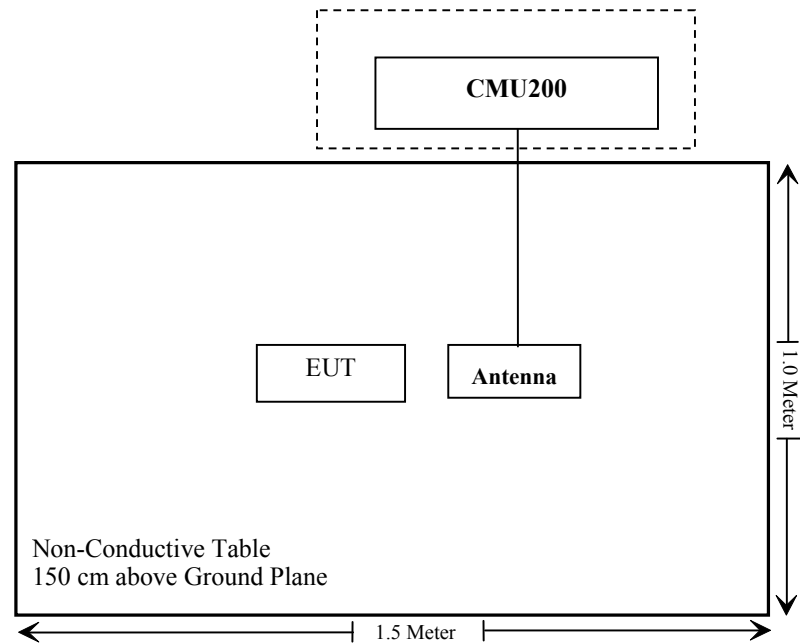 CMU200
EUT
Antenna
1.0 Meter
Non-Conductive Table
150 cm above Ground Plane
1.5 Meter